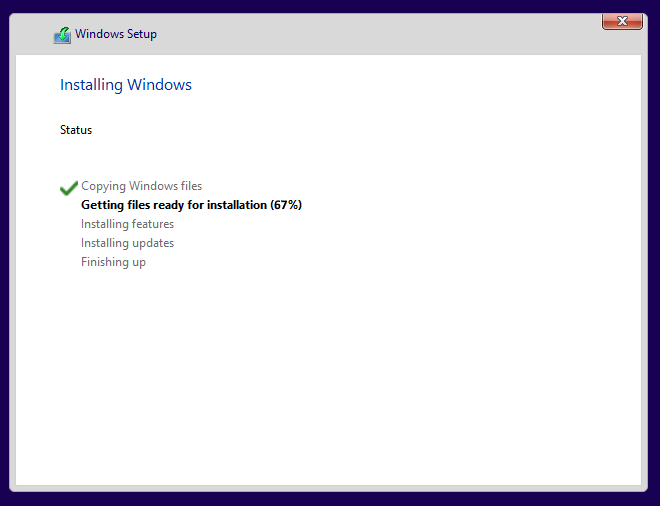 Windows Setup
Installing Windows
Status
Copying Windows files
Getting files ready for installation (67%)
Installing features
Installing updates
Finishing up